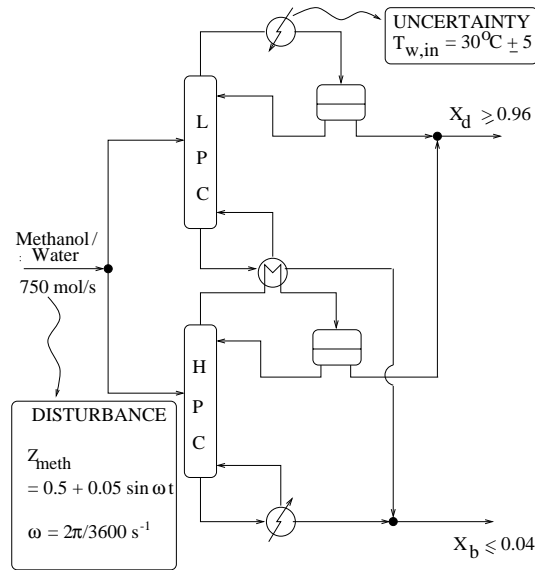 UNCERTAINTY
T_w,in = 30°C ± 5
L
P
C
X_d ≥ 0.96
Methanol/
Water
750 mol/s
H
P
C
DISTURBANCE
Z_meth
= 0.5 + 0.05 sin ω t
ω = 2π/3600 s^-1
X_b ≤ 0.04